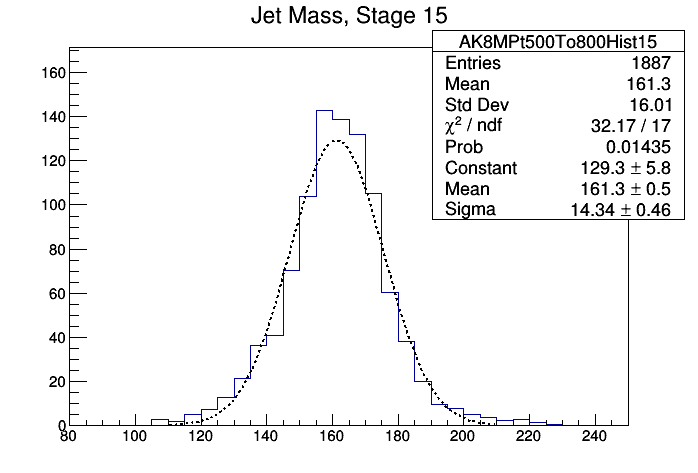 Jet Mass, Stage 15
AK8MPt500To800Hist15
Entries 1887
Mean 161.3
Std Dev 16.01
χ² / ndf 32.17 / 17
Prob 0.01435
Constant 129.3 ± 5.8
Mean 161.3 ± 0.5
Sigma 14.34 ± 0.46
160
140
120
100
80
60
40
20
0
80 100 120 140 160 180 200 220 240